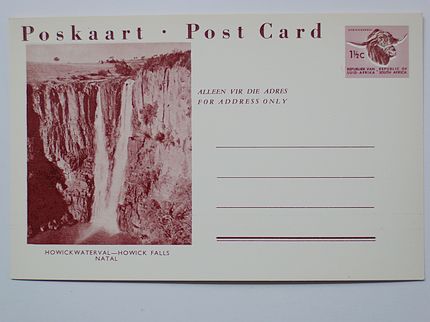 Poskaart · Post Card
1½c
REPUBLIEK VAN REPUBLIC OF
SUID-AFRIKA SOUTH AFRICA
ALLEEN VIR DIE ADRES
FOR ADDRESS ONLY
HOWICKWATERVAL—HOWICK FALLS
NATAL